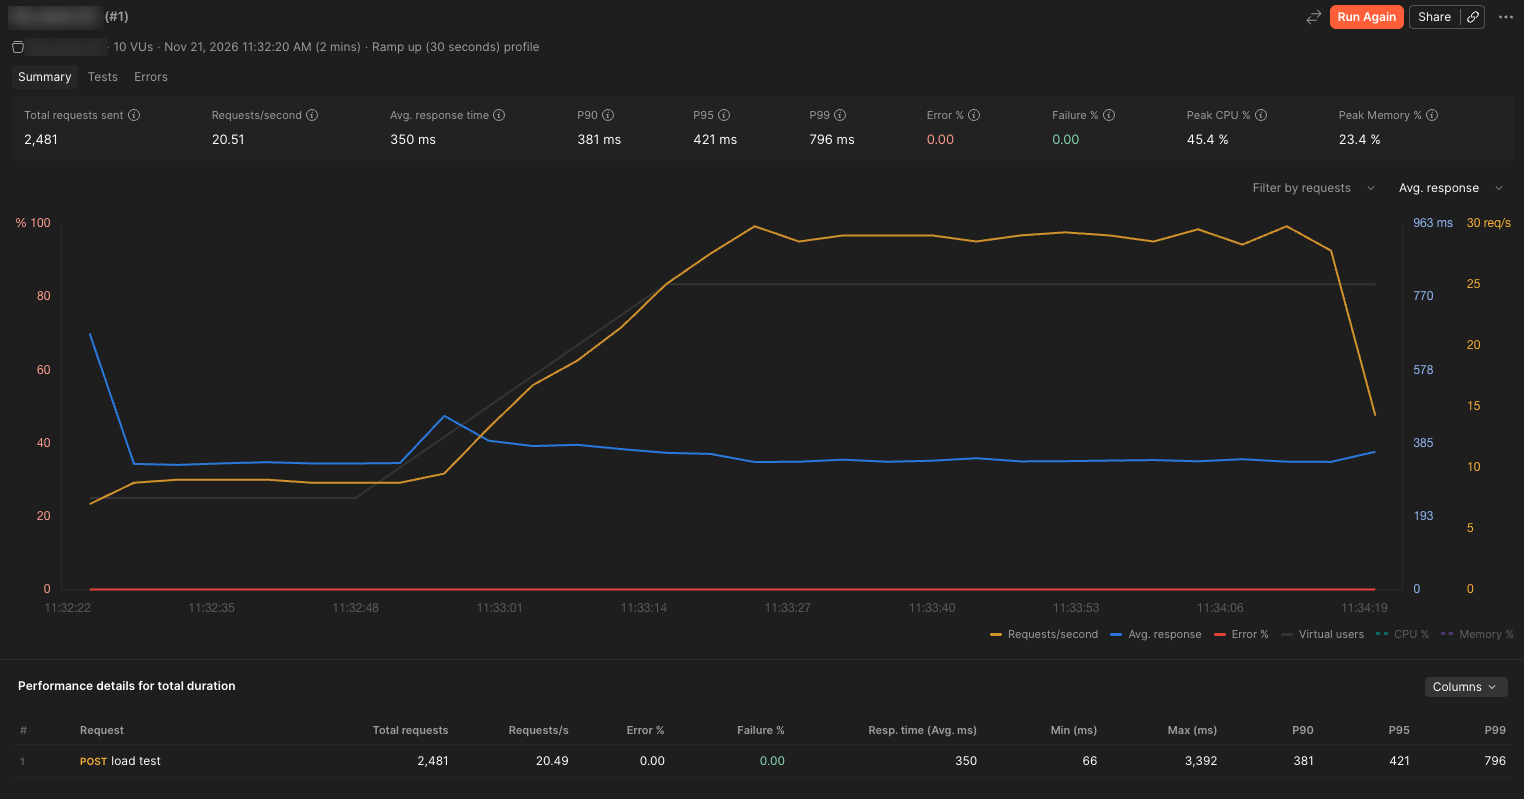 (#1)
Run Again
Share
· 10 VUs · Nov 21, 2026 11:32:20 AM (2 mins) · Ramp up (30 seconds) profile
Summary Tests Errors
Total requests sent Requests/second Avg. response time P90 P95 P99 Error % Failure % Peak CPU % Peak Memory %
2,481 20.51 350 ms 381 ms 421 ms 796 ms 0.00 0.00 45.4 % 23.4 %
Filter by requests Avg. response
% 100 963 ms 30 req/s
25
80 770
20
60 578
15
40 385
10
20 193
5
0 0 0
11:32:22 11:32:35 11:32:48 11:33:01 11:33:14 11:33:27 11:33:40 11:33:53 11:34:06 11:34:19
Requests/second Avg. response Error % Virtual users CPU % Memory %
Performance details for total duration
Columns
# Request Total requests Requests/s Error % Failure % Resp. time (Avg. ms) Min (ms) Max (ms) P90 P95 P99
1 POST load test 2,481 20.49 0.00 0.00 350 66 3,392 381 421 796